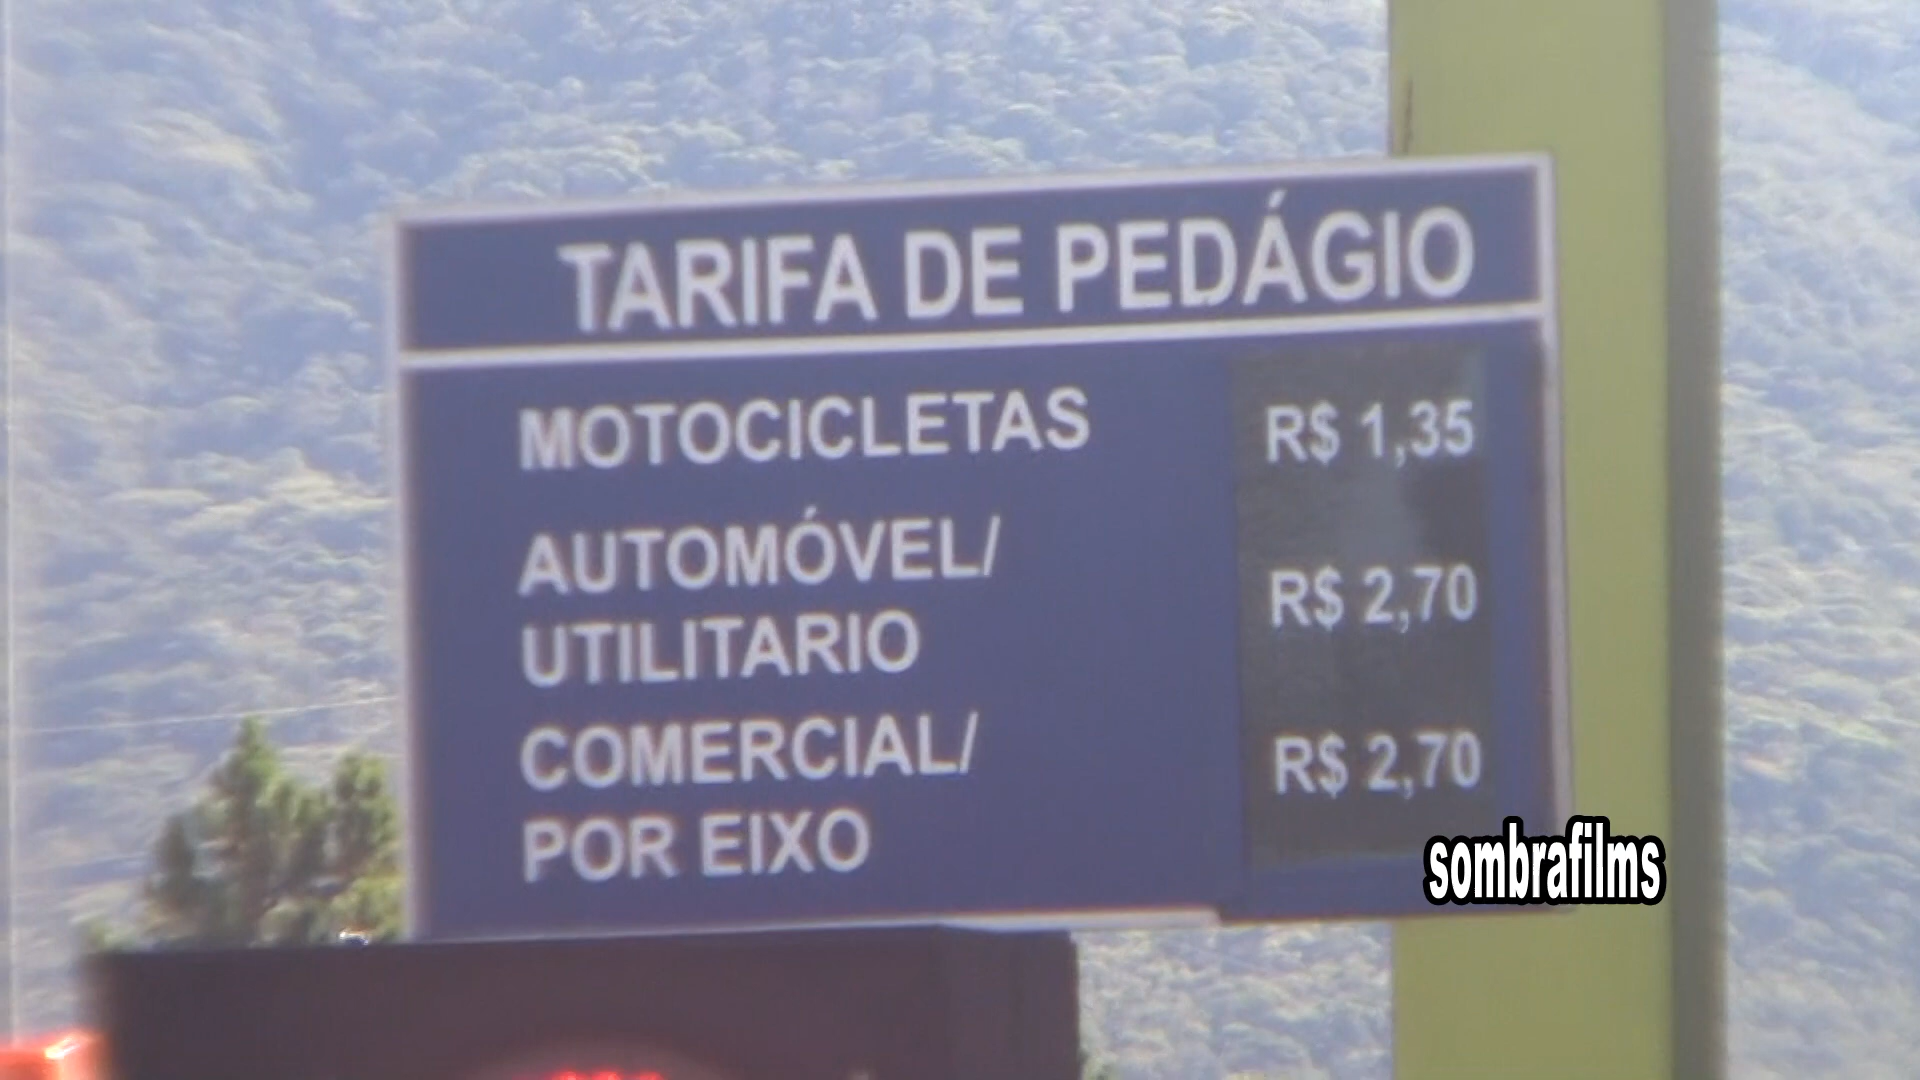 TARIFA DE PEDÁGIO
MOTOCICLETAS R$ 1,35
AUTOMÓVEL/
UTILITARIO R$ 2,70
COMERCIAL/
POR EIXO R$ 2,70
sombrafilms